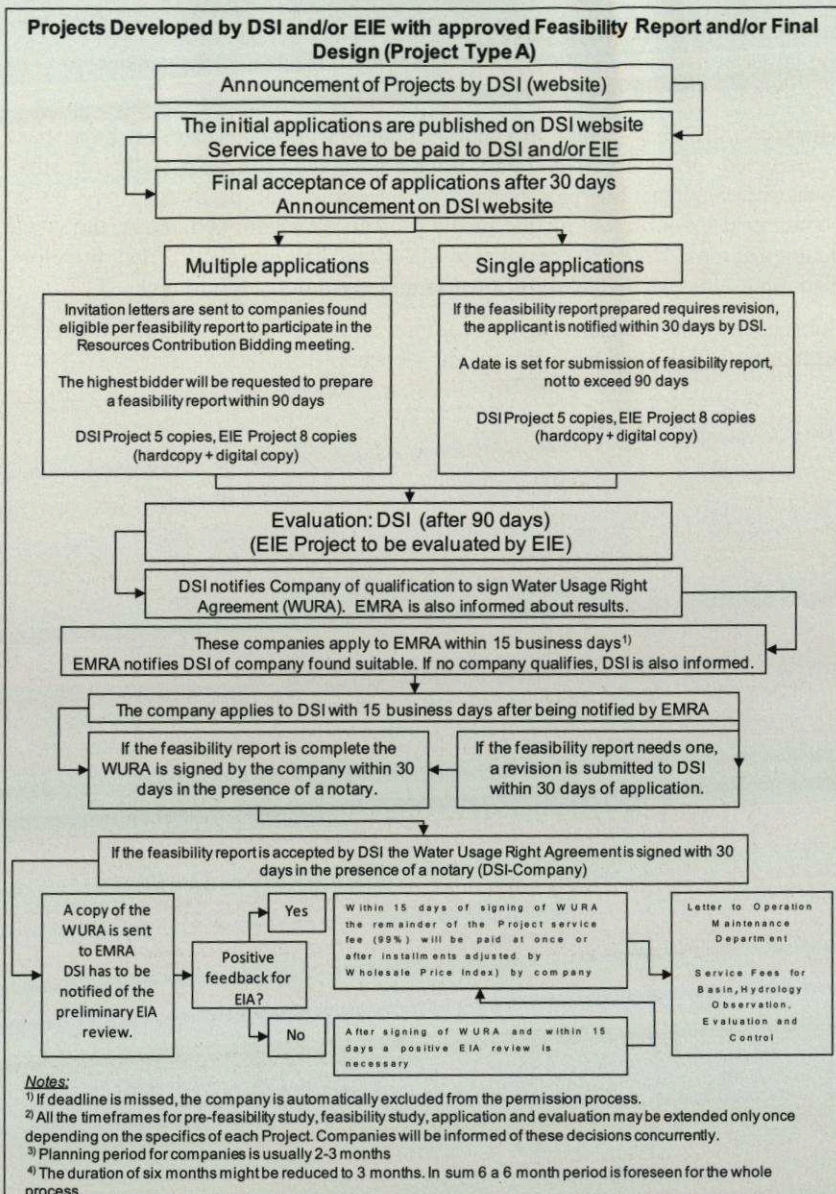 Projects Developed by DSI and/or EIE with approved Feasibility Report and/or Final
Design (Project Type A)
Announcement of Projects by DSI (website)
The initial applications are published on DSI website
Service fees have to be paid to DSI and/or EIE
Final acceptance of applications after 30 days
Announcement on DSI website
Multiple applications
Single applications
Invitation letters are sent to companies found
eligible per feasibility report to participate in the
Resources Contribution Bidding meeting.
The highest bidder will be requested to prepare
a feasibility report within 90 days
DSI Project 5 copies, EIE Project 8 copies
(hardcopy + digital copy)
If the feasibility report prepared requires revision,
the applicant is notified within 30 days by DSI.
A date is set for submission of feasibility report,
not to exceed 90 days
DSI Project 5 copies, EIE Project 8 copies
(hardcopy + digital copy)
Evaluation: DSI (after 90 days)
(EIE Project to be evaluated by EIE)
DSI notifies Company of qualification to sign Water Usage Right
Agreement (WURA). EMRA is also informed about results.
These companies apply to EMRA within 15 business days1)
EMRA notifies DSI of company found suitable. If no company qualifies, DSI is also informed.
The company applies to DSI with 15 business days after being notified by EMRA
If the feasibility report is complete the
WURA is signed by the company within 30
days in the presence of a notary.
If the feasibility report needs one,
a revision is submitted to DSI
within 30 days of application.
If the feasibility report is accepted by DSI the Water Usage Right Agreement is signed with 30
days in the presence of a notary (DSI-Company)
A copy of the
WURA is sent
to EMRA
DSI has to be
notified of the
preliminary EIA
review.
Positive
feedback for
EIA?
Yes
No
Within 15 days of signing of WURA
the remainder of the Project service
fee (99%) will be paid at once or
after installments adjusted by
Wholesale Price Index) by company
After signing of WURA and within 15
days a positive EIA review is
necessary
Letter to Operation
Maintenance
Department
Service Fees for
Basin, Hydrology
Observation,
Evaluation and
Control
Notes:
1) If deadline is missed, the company is automatically excluded from the permission process.
2) All the timeframes for pre-feasibility study, feasibility study, application and evaluation may be extended only once
depending on the specifics of each Project. Companies will be informed of these decisions concurrently.
3) Planning period for companies is usually 2-3 months
4) The duration of six months might be reduced to 3 months. In sum 6 a 6 month period is foreseen for the whole
process